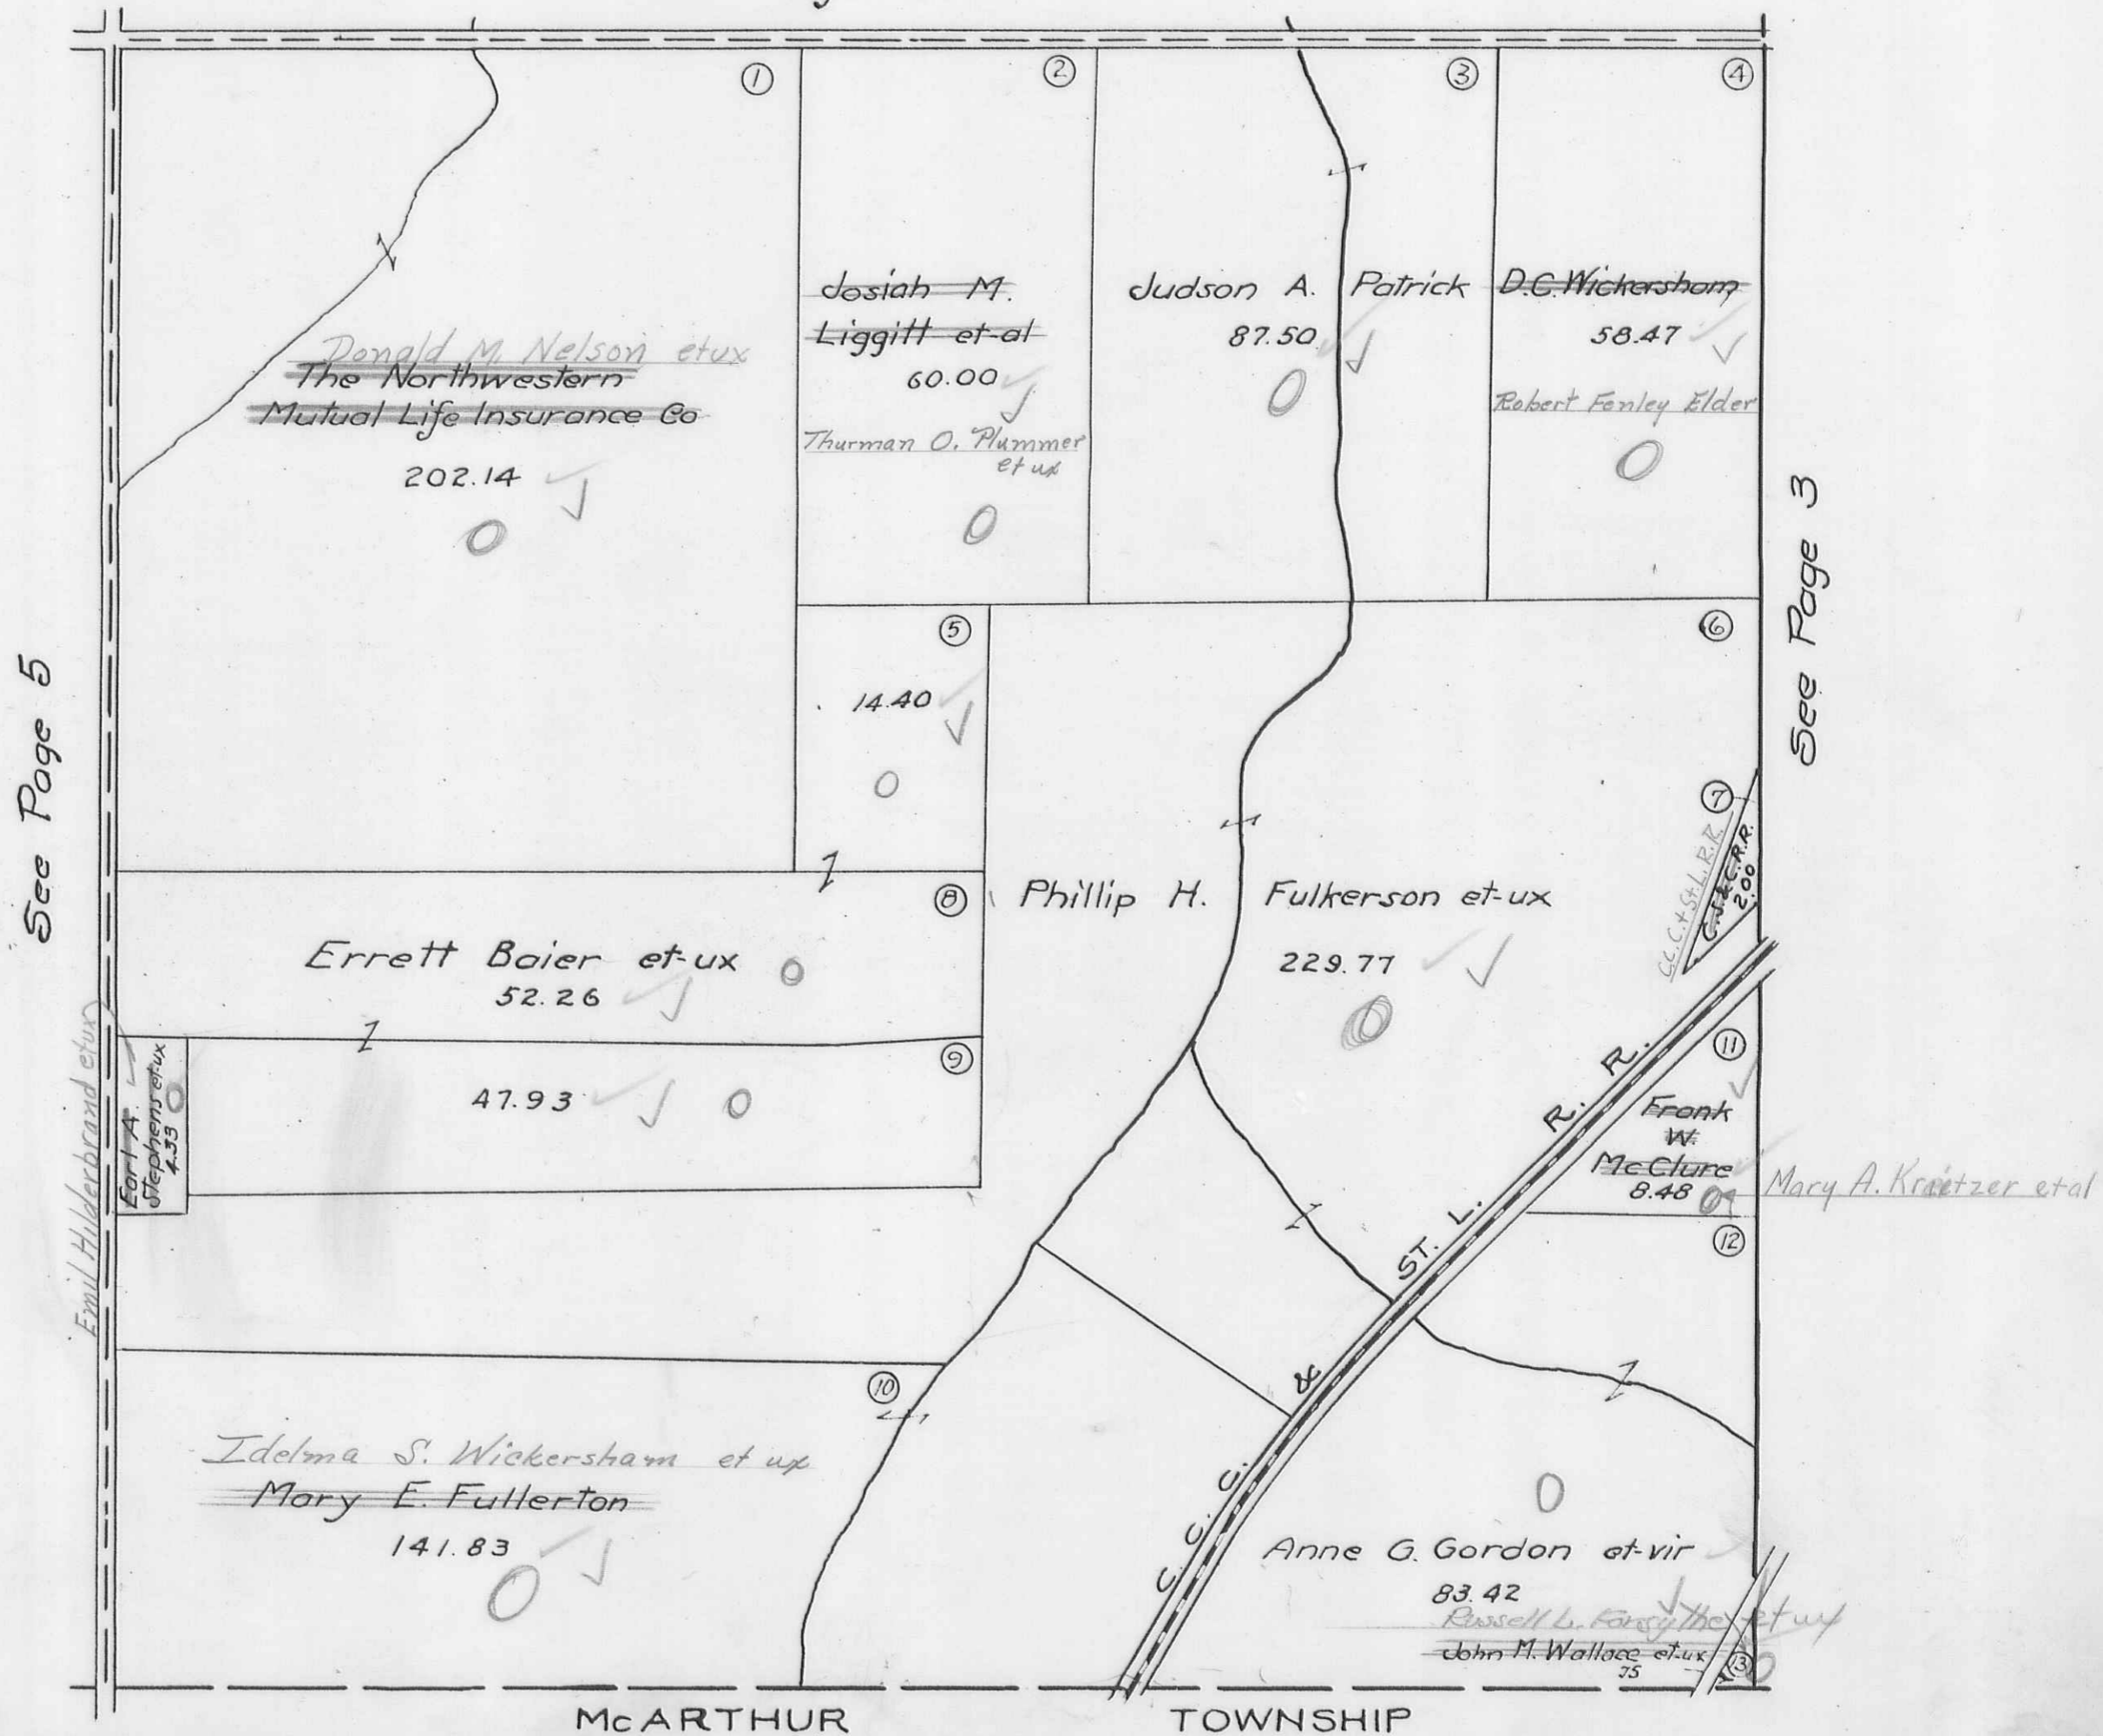 ①
②
③
④
Donald M. Nelson etux
The Northwestern
Mutual Life Insurance Co
202.14
Josiah M.
Liggitt et-al
60.00
Thurman O. Plummer
et ux
Judson A. Patrick
87.50
D.C. Wickersham
58.47
Robert Fenley Elder
See Page 5
See Page 3
⑤
14.40
⑥
Phillip H. Fulkerson et-ux
229.77
⑦
C.C.C. & St. L. R.R.
C.S.& C.R.R.
2.00
⑧
Errett Baier et-ux
52.26
⑨
47.93
Emil Hilderbrand etux
Earl A.
Stephens et-ux
4.33
⑩
Idelma S. Wickersham et ux
Mary E. Fullerton
141.83
C. C. C. & ST. L. R. R.
⑪
Frank
W.
McClure
8.48
Mary A. Kraetzer etal
⑫
Anne G. Gordon et-vir
83.42
Russell L. Forsythe et ux
John M. Wallace et-ux
.75
⑬
McARTHUR TOWNSHIP